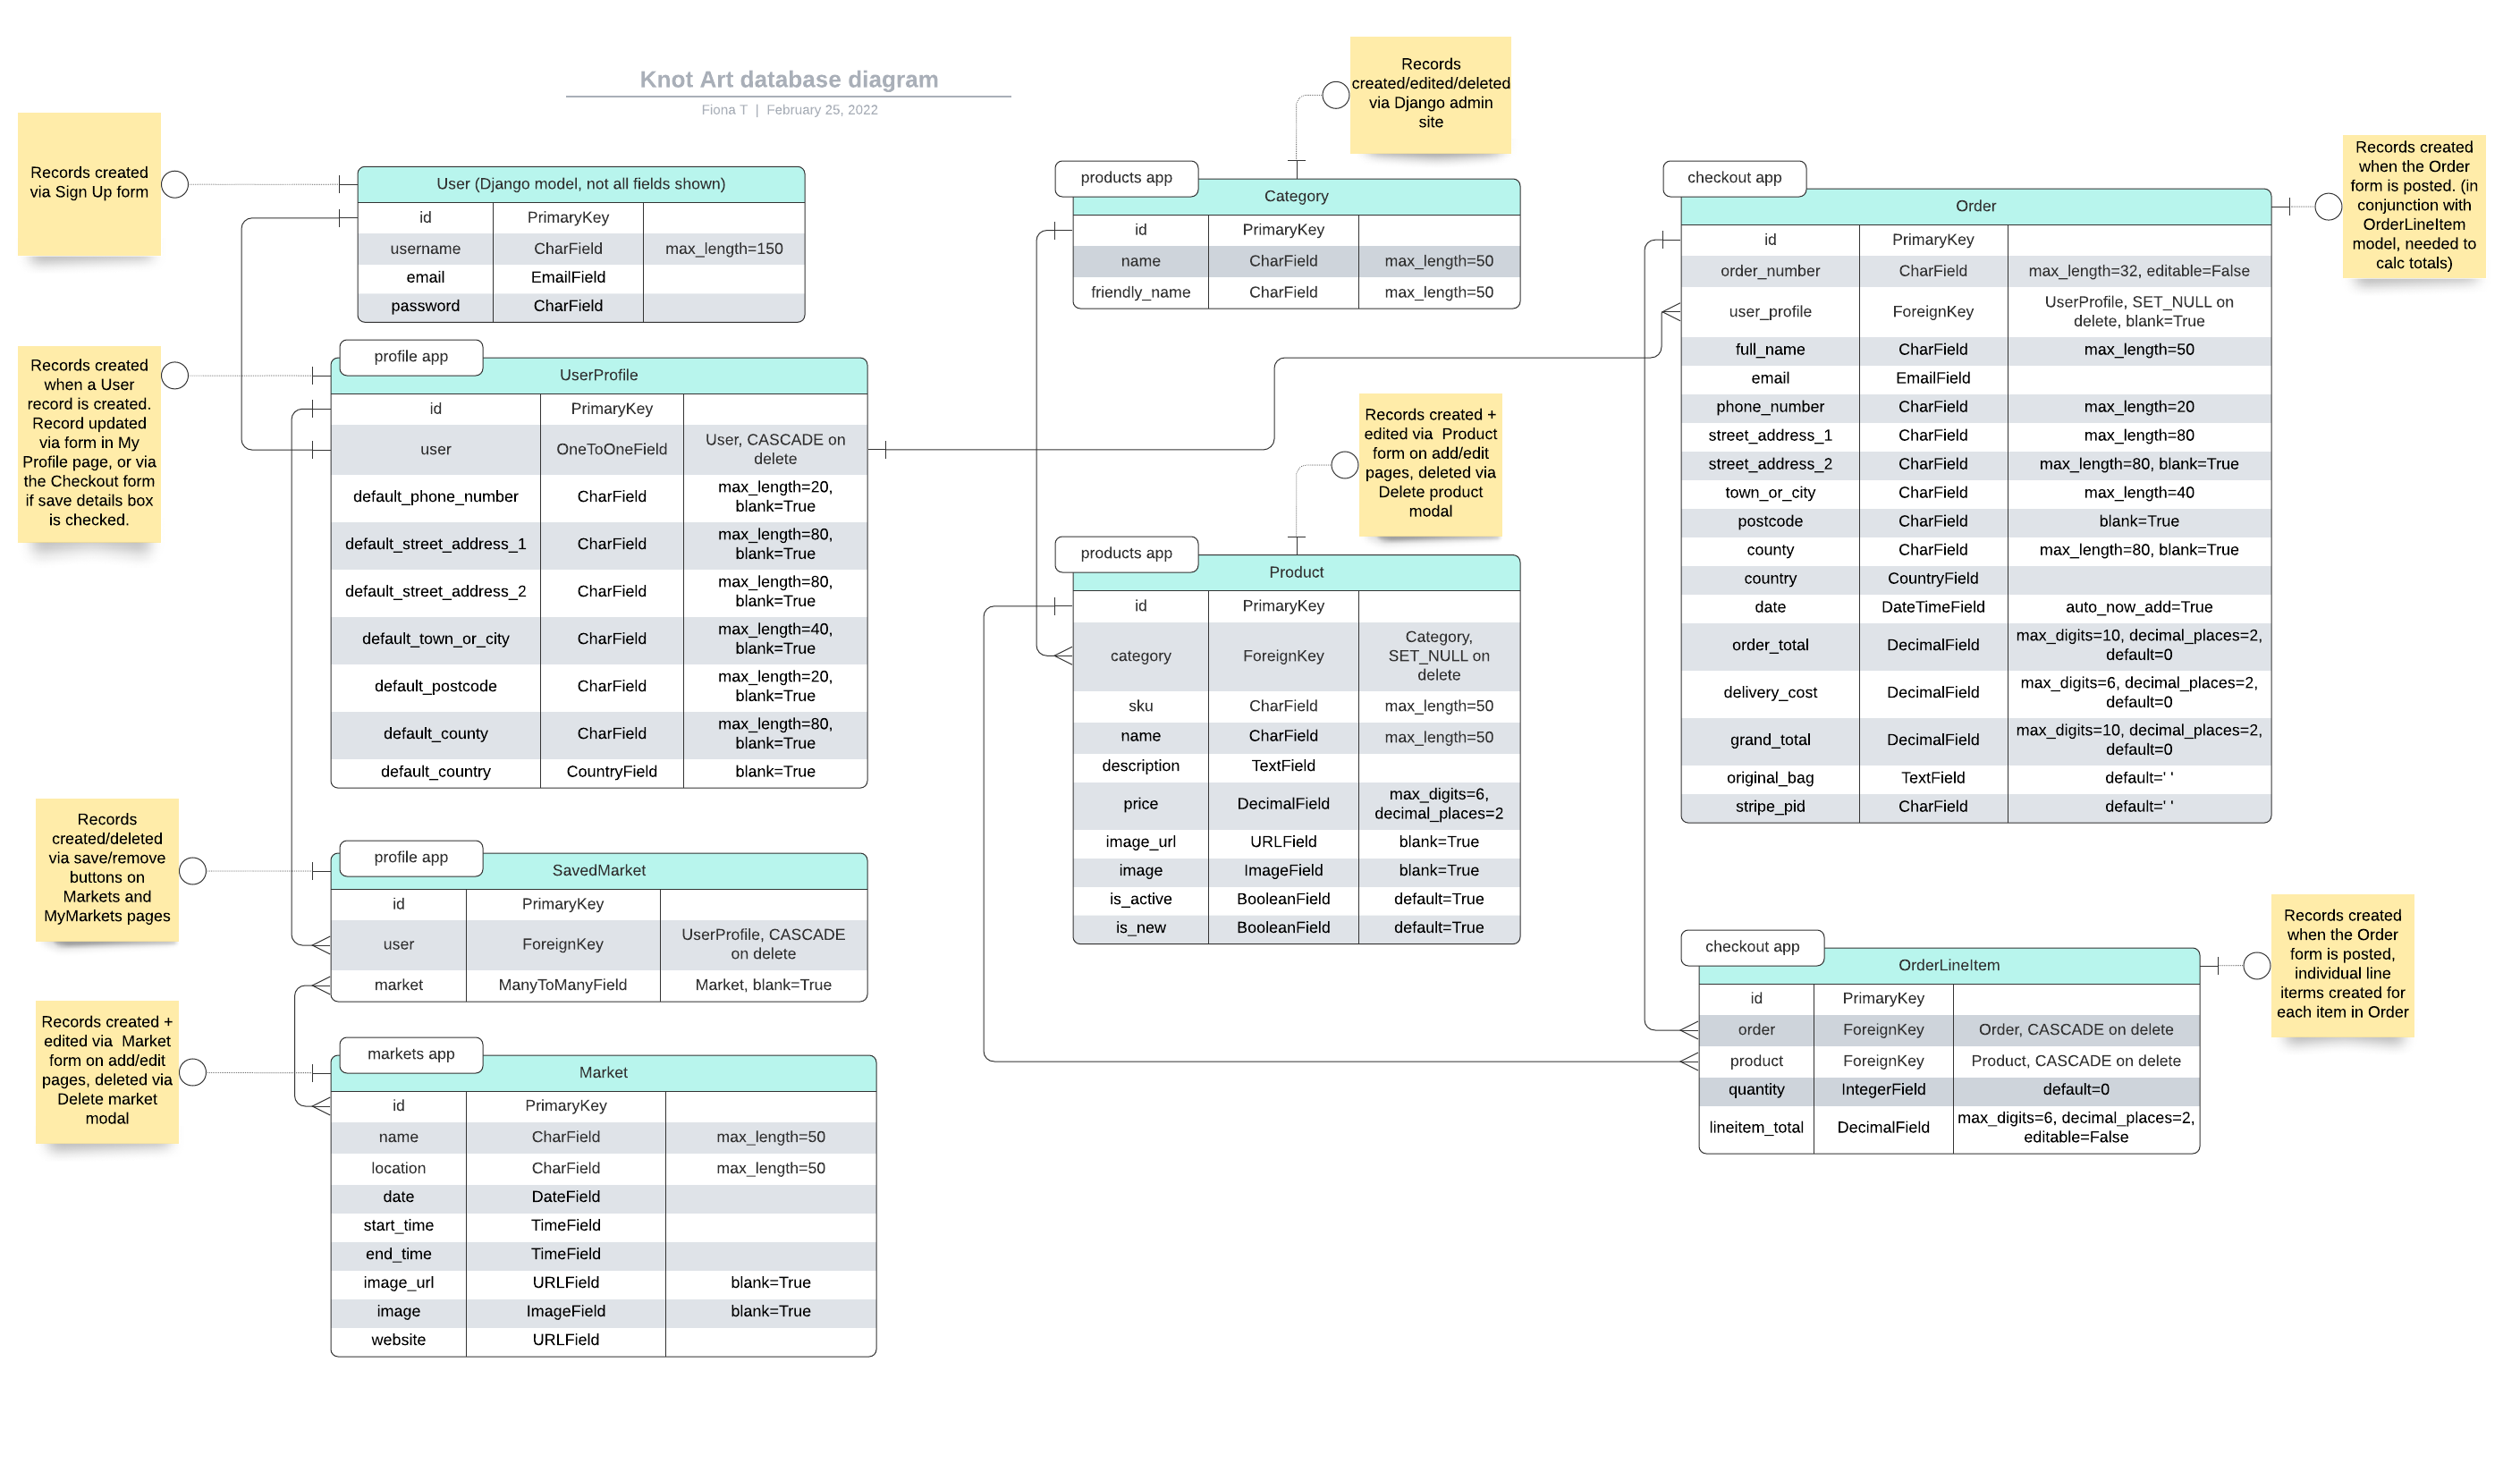 Knot Art database diagram
Fiona T | February 25, 2022
Records created
via Sign Up form
User (Django model, not all fields shown)
id PrimaryKey
username CharField max_length=150
email EmailField
password CharField
Records created
when a User
record is created.
Record updated
via form in My
Profile page, or via
the Checkout form
if save details box
is checked.
profile app
UserProfile
id PrimaryKey
user OneToOneField User, CASCADE on
delete
default_phone_number CharField max_length=20,
blank=True
default_street_address_1 CharField max_length=80,
blank=True
default_street_address_2 CharField max_length=80,
blank=True
default_town_or_city CharField max_length=40,
blank=True
default_postcode CharField max_length=20,
blank=True
default_county CharField max_length=80,
blank=True
default_country CountryField blank=True
Records
created/deleted
via save/remove
buttons on
Markets and
MyMarkets pages
profile app
SavedMarket
id PrimaryKey
user ForeignKey UserProfile, CASCADE
on delete
market ManyToManyField Market, blank=True
Records created +
edited via Market
form on add/edit
pages, deleted via
Delete market
modal
markets app
Market
id PrimaryKey
name CharField max_length=50
location CharField max_length=50
date DateField
start_time TimeField
end_time TimeField
image_url URLField blank=True
image ImageField blank=True
website URLField
Records
created/edited/deleted
via Django admin
site
products app
Category
id PrimaryKey
name CharField max_length=50
friendly_name CharField max_length=50
Records created +
edited via Product
form on add/edit
pages, deleted via
Delete product
modal
products app
Product
id PrimaryKey
category ForeignKey Category,
SET_NULL on
delete
sku CharField max_length=50
name CharField max_length=50
description TextField
price DecimalField max_digits=6,
decimal_places=2
image_url URLField blank=True
image ImageField blank=True
is_active BooleanField default=True
is_new BooleanField default=True
Records created
when the Order
form is posted. (in
conjunction with
OrderLineItem
model, needed to
calc totals)
checkout app
Order
id PrimaryKey
order_number CharField max_length=32, editable=False
user_profile ForeignKey UserProfile, SET_NULL on
delete, blank=True
full_name CharField max_length=50
email EmailField
phone_number CharField max_length=20
street_address_1 CharField max_length=80
street_address_2 CharField max_length=80, blank=True
town_or_city CharField max_length=40
postcode CharField blank=True
county CharField max_length=80, blank=True
country CountryField
date DateTimeField auto_now_add=True
order_total DecimalField max_digits=10, decimal_places=2,
default=0
delivery_cost DecimalField max_digits=6, decimal_places=2,
default=0
grand_total DecimalField max_digits=10, decimal_places=2,
default=0
original_bag TextField default=' '
stripe_pid CharField default=' '
Records created
when the Order
form is posted,
individual line
iterms created for
each item in Order
checkout app
OrderLineItem
id PrimaryKey
order ForeignKey Order, CASCADE on delete
product ForeignKey Product, CASCADE on delete
quantity IntegerField default=0
lineitem_total DecimalField max_digits=6, decimal_places=2,
editable=False